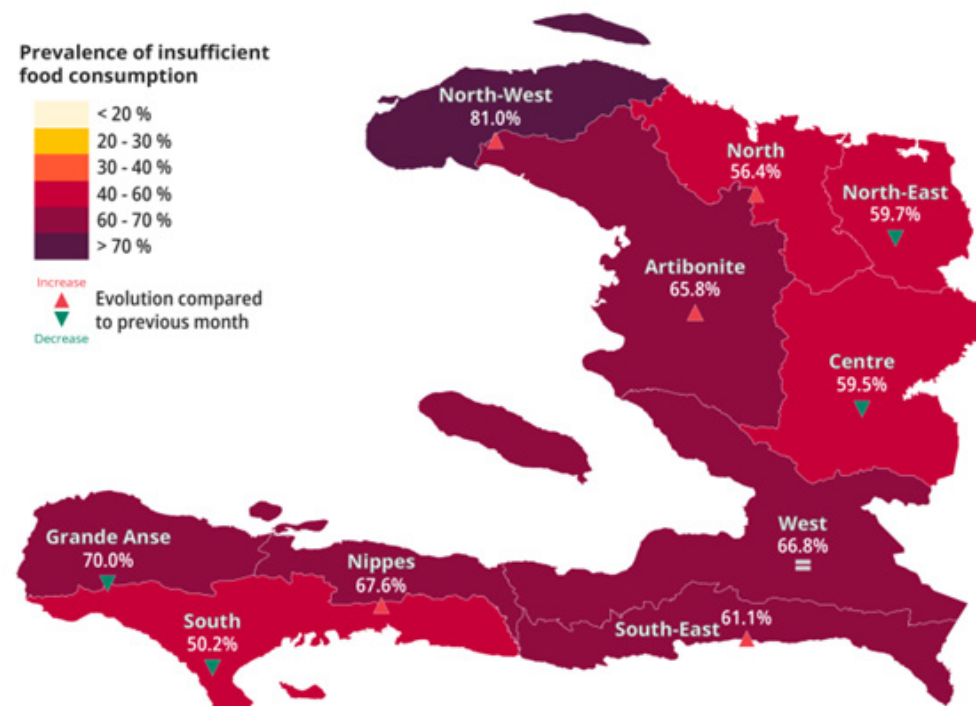 Prevalence of insufficient
food consumption
< 20 %
20 - 30 %
30 - 40 %
40 - 60 %
60 - 70 %
> 70 %
Increase
Evolution compared
to previous month
Decrease
North-West
81.0%
North
56.4%
North-East
59.7%
Artibonite
65.8%
Centre
59.5%
West
66.8%
Grande Anse
70.0%
Nippes
67.6%
South
50.2%
South-East
61.1%